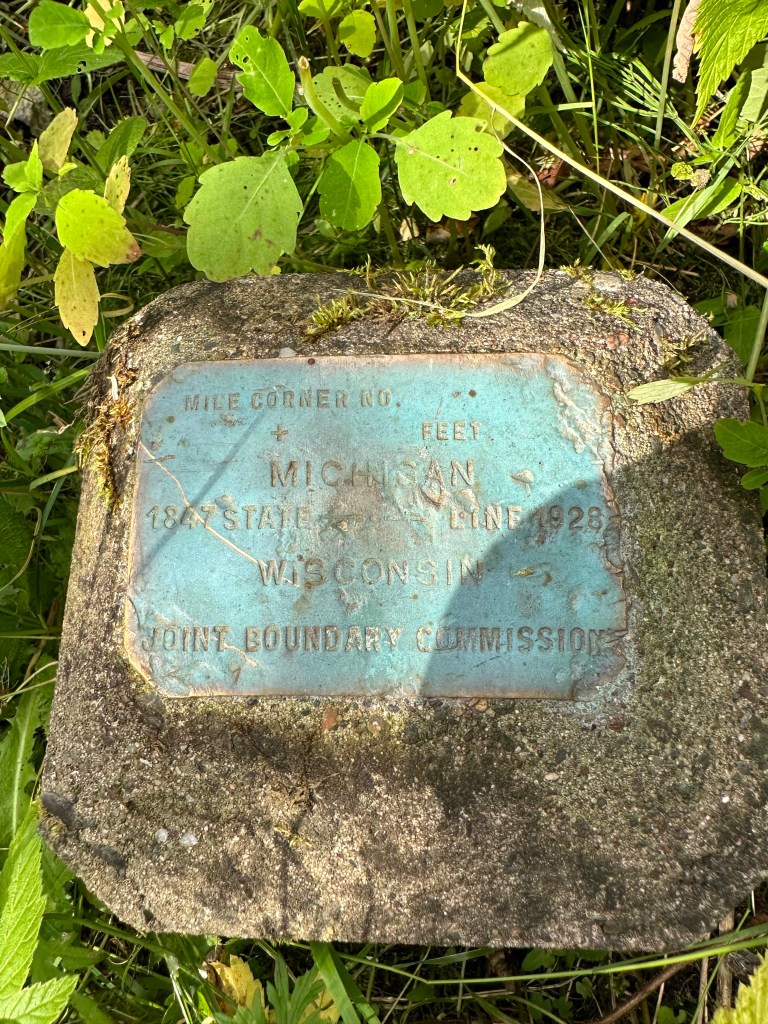 MILE CORNER NO.
+ FEET.
MICHIGAN
1847 STATE LINE 1928
WISCONSIN
JOINT BOUNDARY COMMISSION